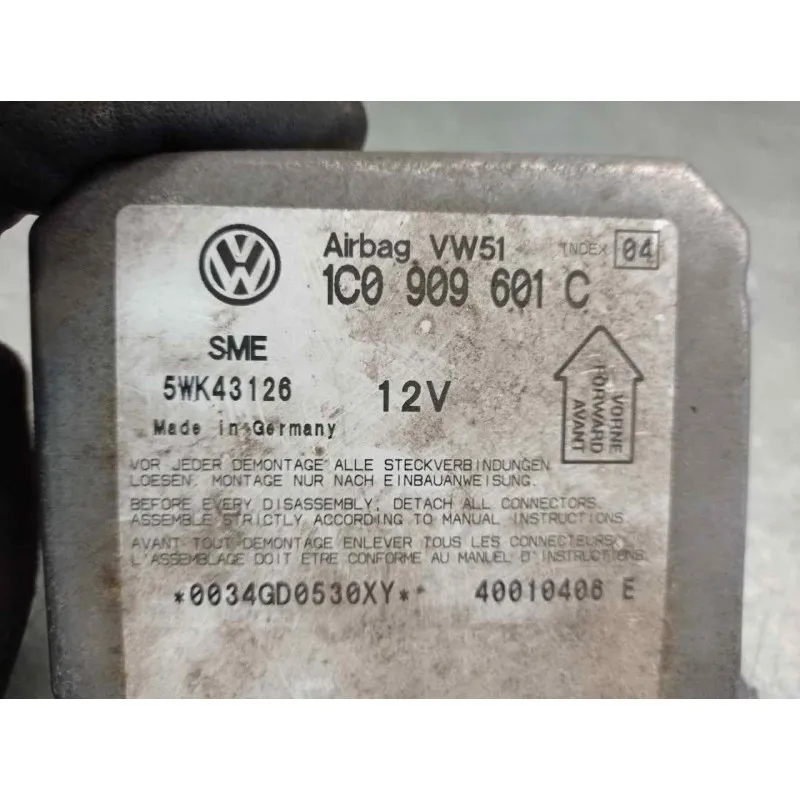 Airbag VW51 INDEX 04
1C0 909 601 C
SME
5WK43126 12V
Made in Germany
VORNE
FORWARD
AVANT
VOR JEDER DEMONTAGE ALLE STECKVERBINDUNGEN
LOESEN. MONTAGE NUR NACH EINBAUANWEISUNG.
BEFORE EVERY DISASSEMBLY, DETACH ALL CONNECTORS.
ASSEMBLE STRICTLY ACCORDING TO MANUAL INSTRUCTIONS.
AVANT TOUT DEMONTAGE ENLEVER TOUS LES CONNECTEURS.
L'ASSEMBLAGE DOIT ETRE CONFORME AU MANUEL D'INSTRUCTIONS.
*0034GD0530XY* 40010406 E